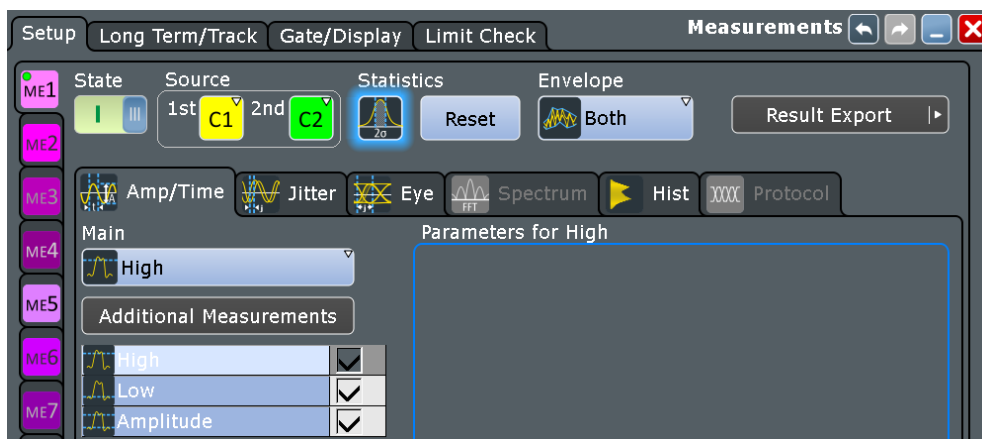 Setup Long Term/Track Gate/Display Limit Check Measurements
ME1 State Source Statistics Envelope
I 1st C1 2nd C2 2σ Reset Both Result Export
ME2
ME3 Amp/Time Jitter Eye FFT Spectrum Hist Protocol
Main Parameters for High
ME4 High
ME5 Additional Measurements
ME6 High
Low
ME7 Amplitude